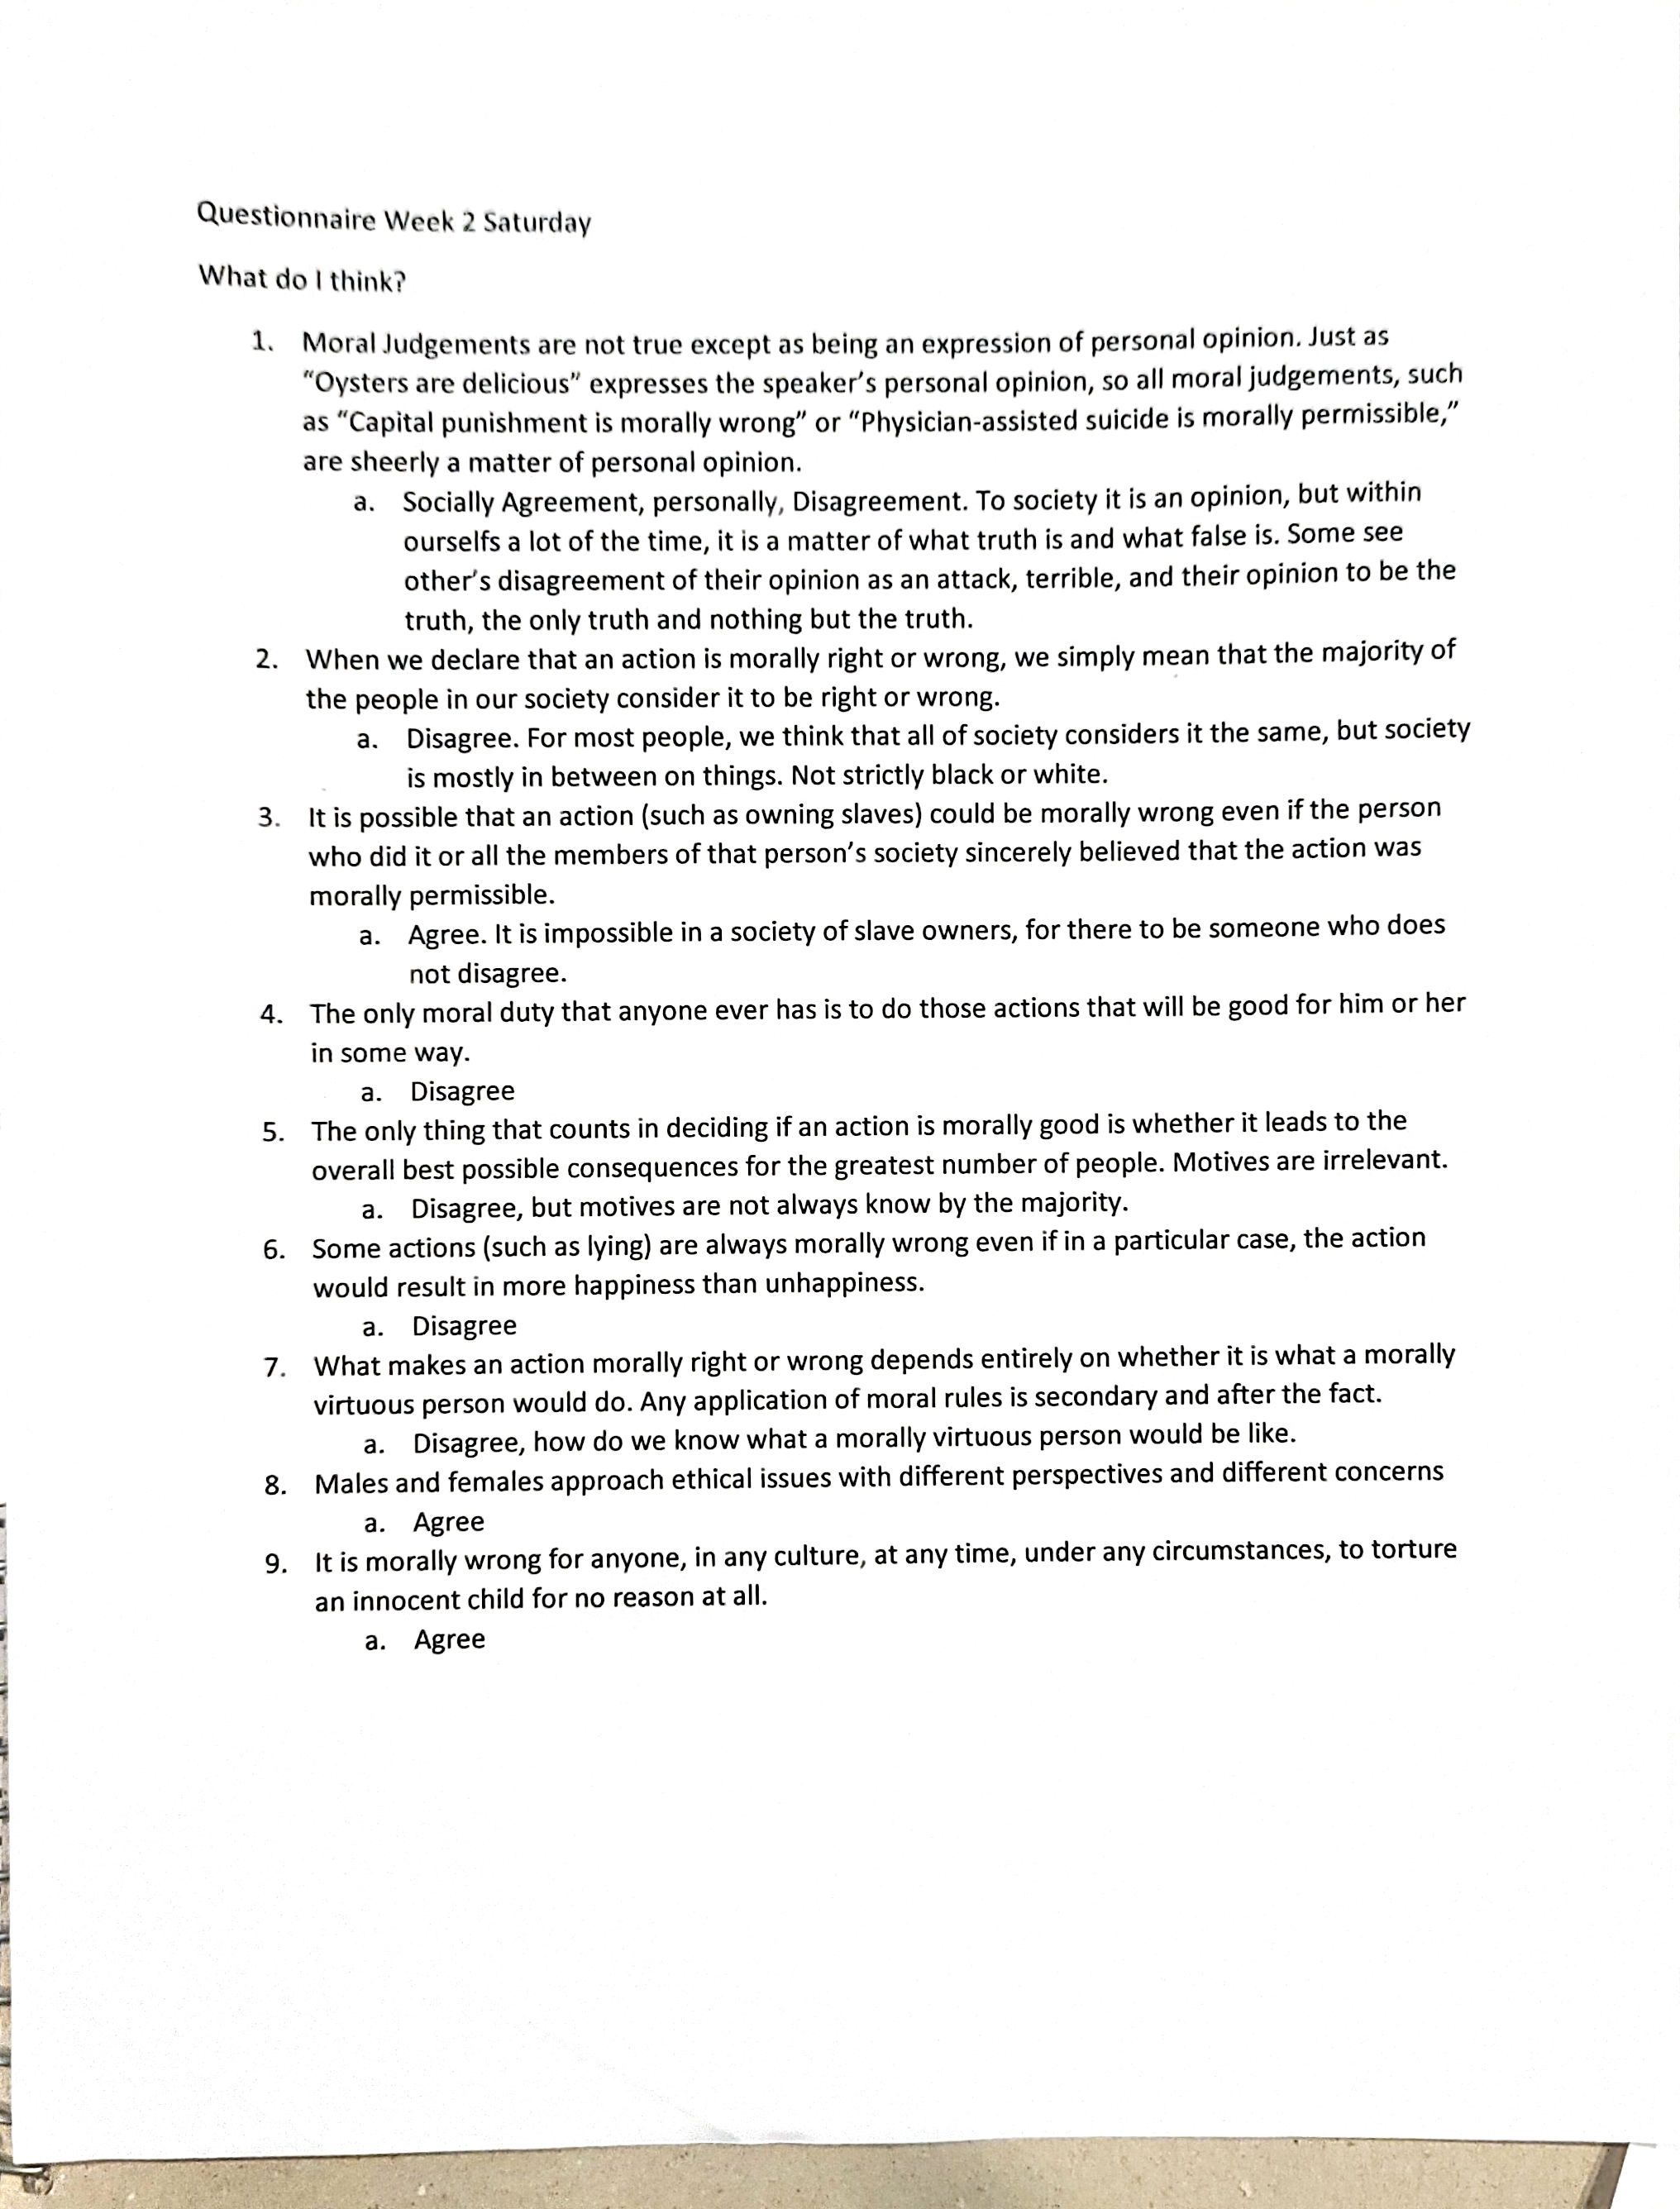 Questionnaire Week 2 Saturday
What do I think?
1. Moral Judgements are not true except as being an expression of personal opinion. Just as
"Oysters are delicious" expresses the speaker's personal opinion, so all moral judgements, such
as "Capital punishment is morally wrong" or "Physician-assisted suicide is morally permissible,"
are sheerly a matter of personal opinion.
a. Socially Agreement, personally, Disagreement. To society it is an opinion, but within
ourselfs a lot of the time, it is a matter of what truth is and what false is. Some see
other's disagreement of their opinion as an attack, terrible, and their opinion to be the
truth, the only truth and nothing but the truth.
2. When we declare that an action is morally right or wrong, we simply mean that the majority of
the people in our society consider it to be right or wrong.
a. Disagree. For most people, we think that all of society considers it the same, but society
is mostly in between on things. Not strictly black or white.
3. It is possible that an action (such as owning slaves) could be morally wrong even if the person
who did it or all the members of that person's society sincerely believed that the action was
morally permissible.
a. Agree. It is impossible in a society of slave owners, for there to be someone who does
not disagree.
4. The only moral duty that anyone ever has is to do those actions that will be good for him or her
in some way.
a. Disagree
5. The only thing that counts in deciding if an action is morally good is whether it leads to the
overall best possible consequences for the greatest number of people. Motives are irrelevant.
a. Disagree, but motives are not always know by the majority.
6. Some actions (such as lying) are always morally wrong even if in a particular case, the action
would result in more happiness than unhappiness.
a. Disagree
7. What makes an action morally right or wrong depends entirely on whether it is what a morally
virtuous person would do. Any application of moral rules is secondary and after the fact.
a. Disagree, how do we know what a morally virtuous person would be like.
8. Males and females approach ethical issues with different perspectives and different concerns
a. Agree
9. It is morally wrong for anyone, in any culture, at any time, under any circumstances, to torture
an innocent child for no reason at all.
a. Agree